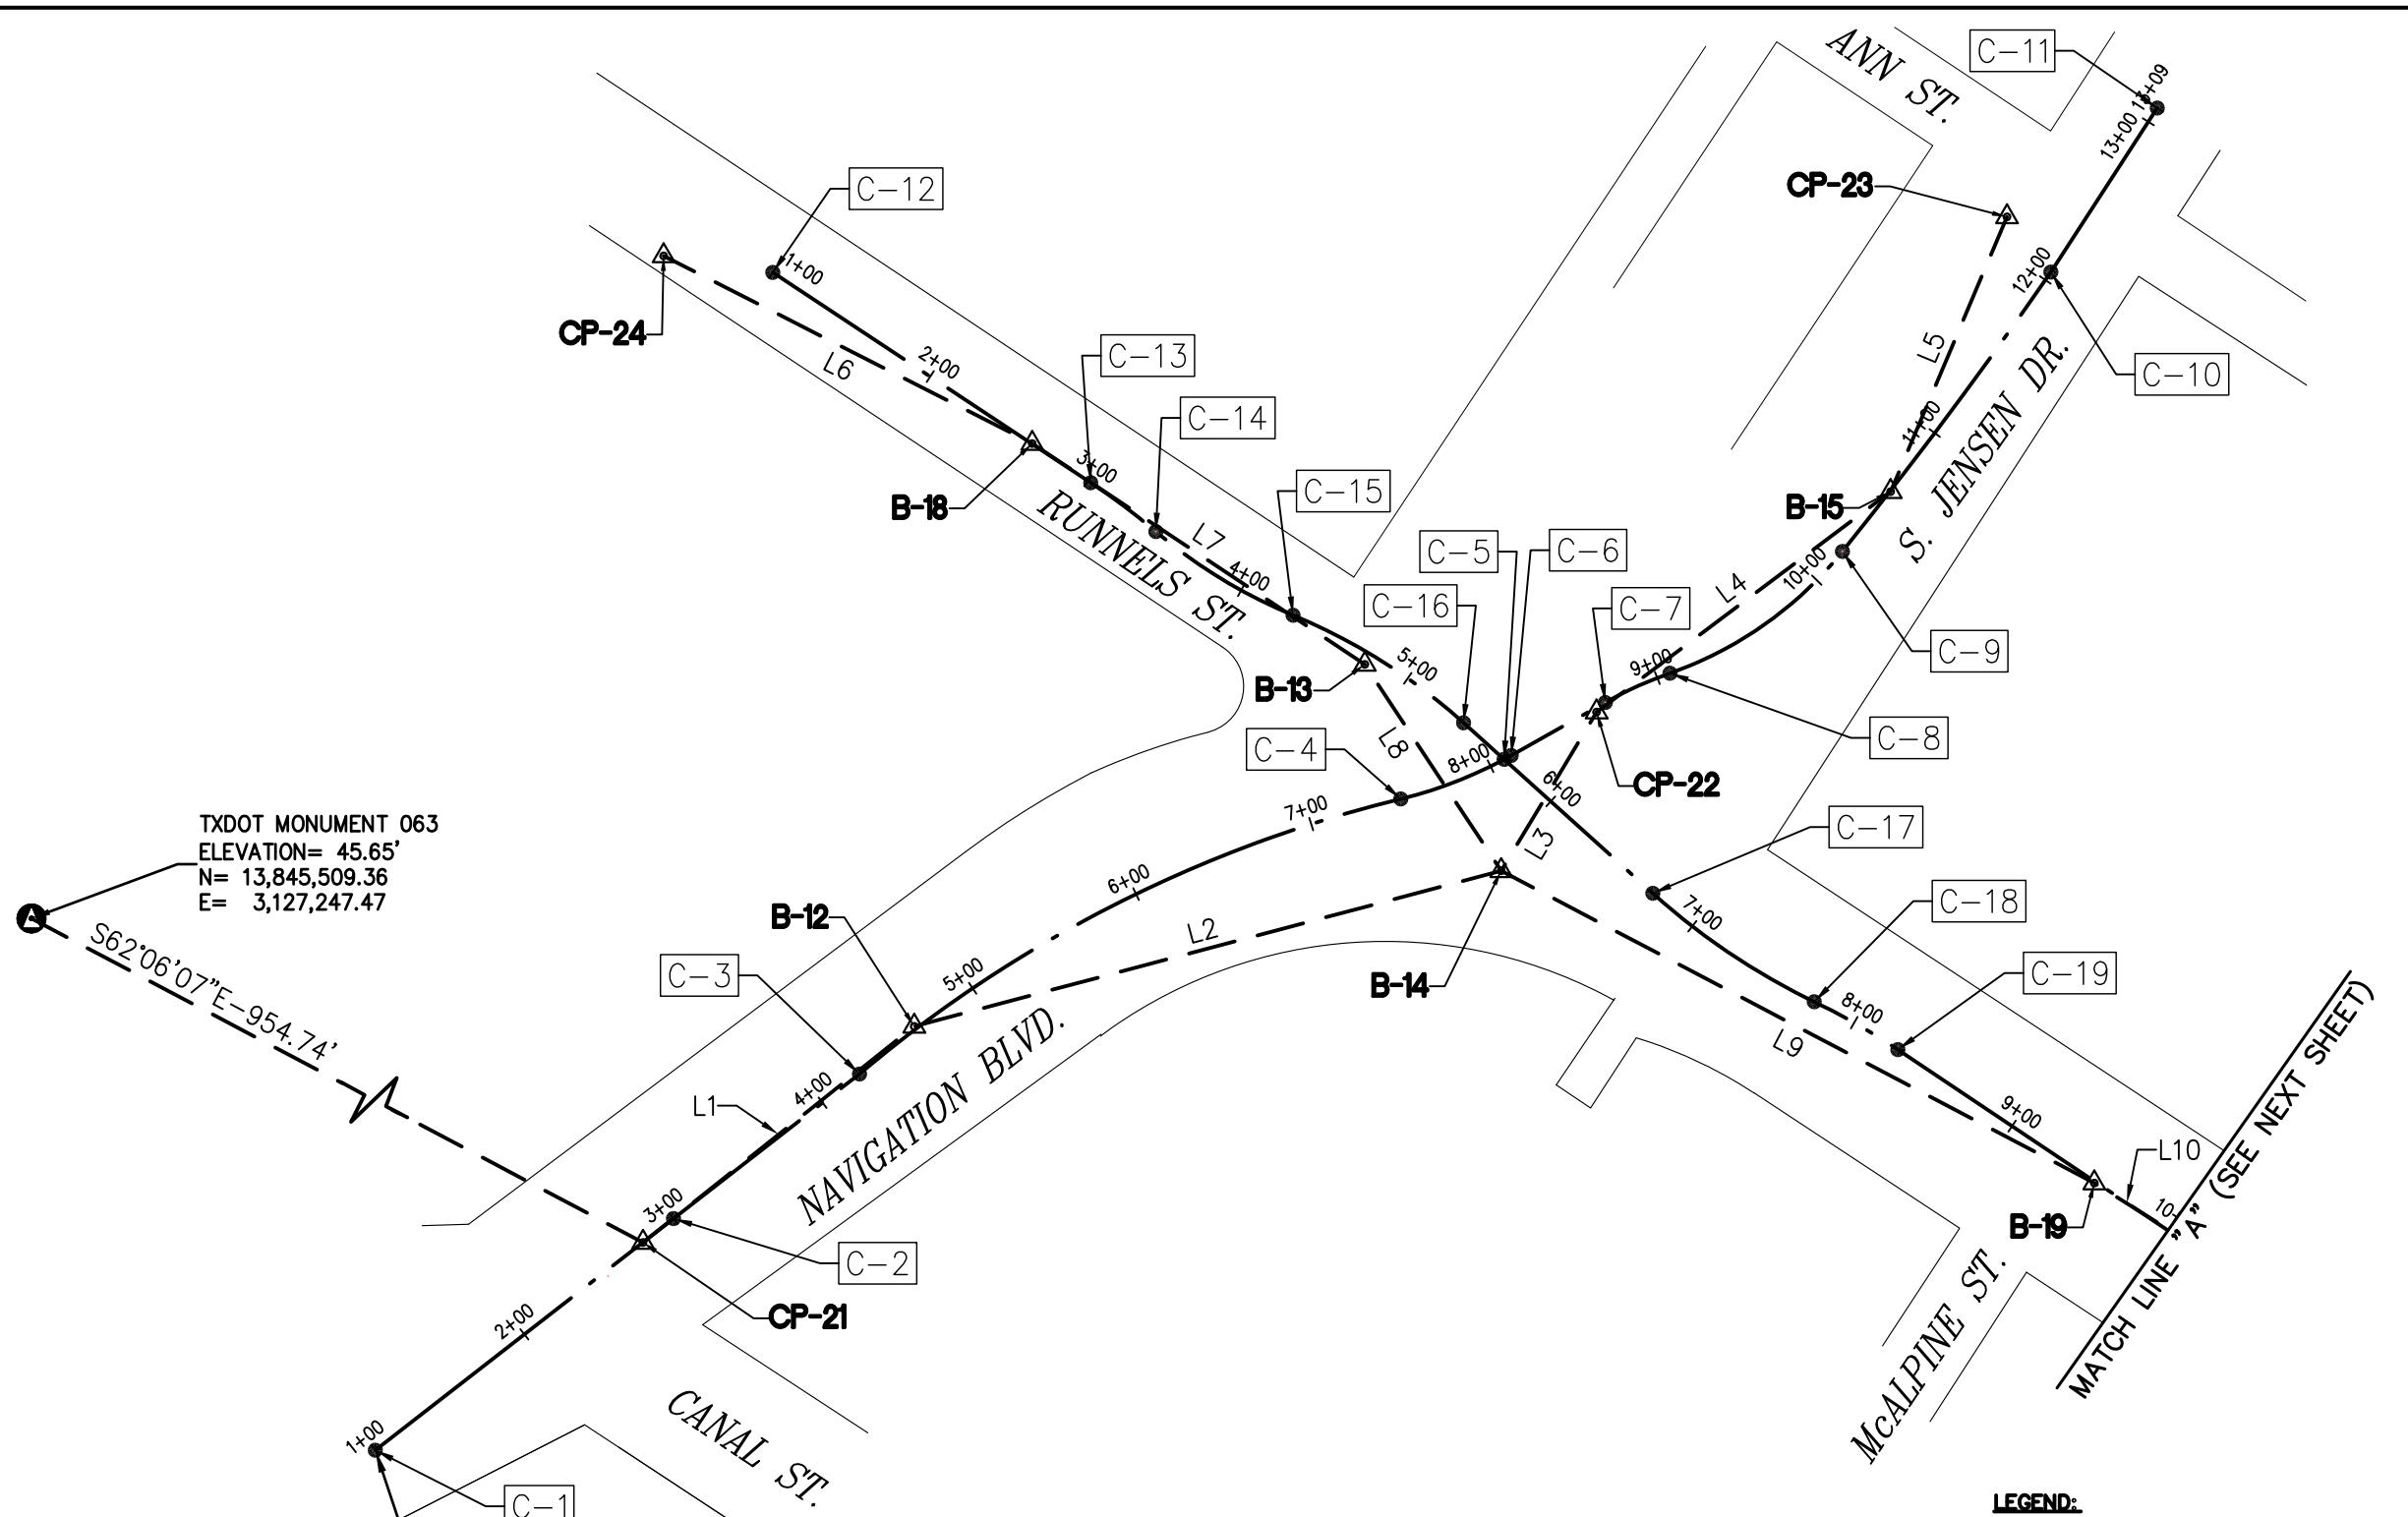 ANN ST.
C-11
13+09
13+00
C-12
1+00
CP-23
CP-24
12+00
L6
2+00
C-13
L5
C-10
C-14
3+00
11+00
B-18
C-15
B-15
S. JENSEN DR.
RUNNELS ST.
L7
4+00
C-5
C-6
10+00
L4
C-16
C-7
9+00
C-9
5+00
B-13
C-4
L8
8+00
C-8
6+00
CP-22
7+00
C-17
L3
TXDOT MONUMENT 063
ELEVATION= 45.65'
N= 13,845,509.36
E= 3,127,247.47
S62°06'07"E-954.74'
6+00
B-12
L2
7+00
C-18
C-3
5+00
B-14
8+00
C-19
L9
NAVIGATION BLVD.
4+00
L1
9+00
L10
10
3+00
B-19
C-2
CP-21
2+00
McALPINE ST.
MATCH LINE "A" (SEE NEXT SHEET)
CANAL ST.
1+00
C-1
LEGEND: